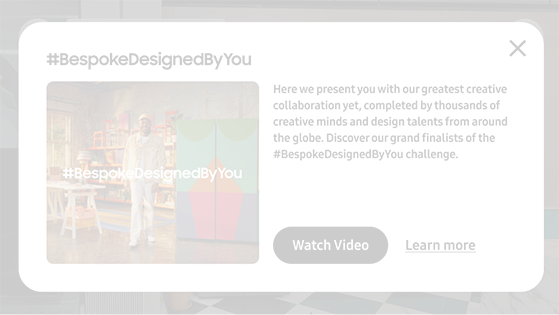 #BespokeDesignedByYou
Here we present you with our greatest creative
collaboration yet, completed by thousands of
creative minds and design talents from around
the globe. Discover our grand finalists of the
#BespokeDesignedByYou challenge.
#BespokeDesignedByYou
Watch Video
Learn more